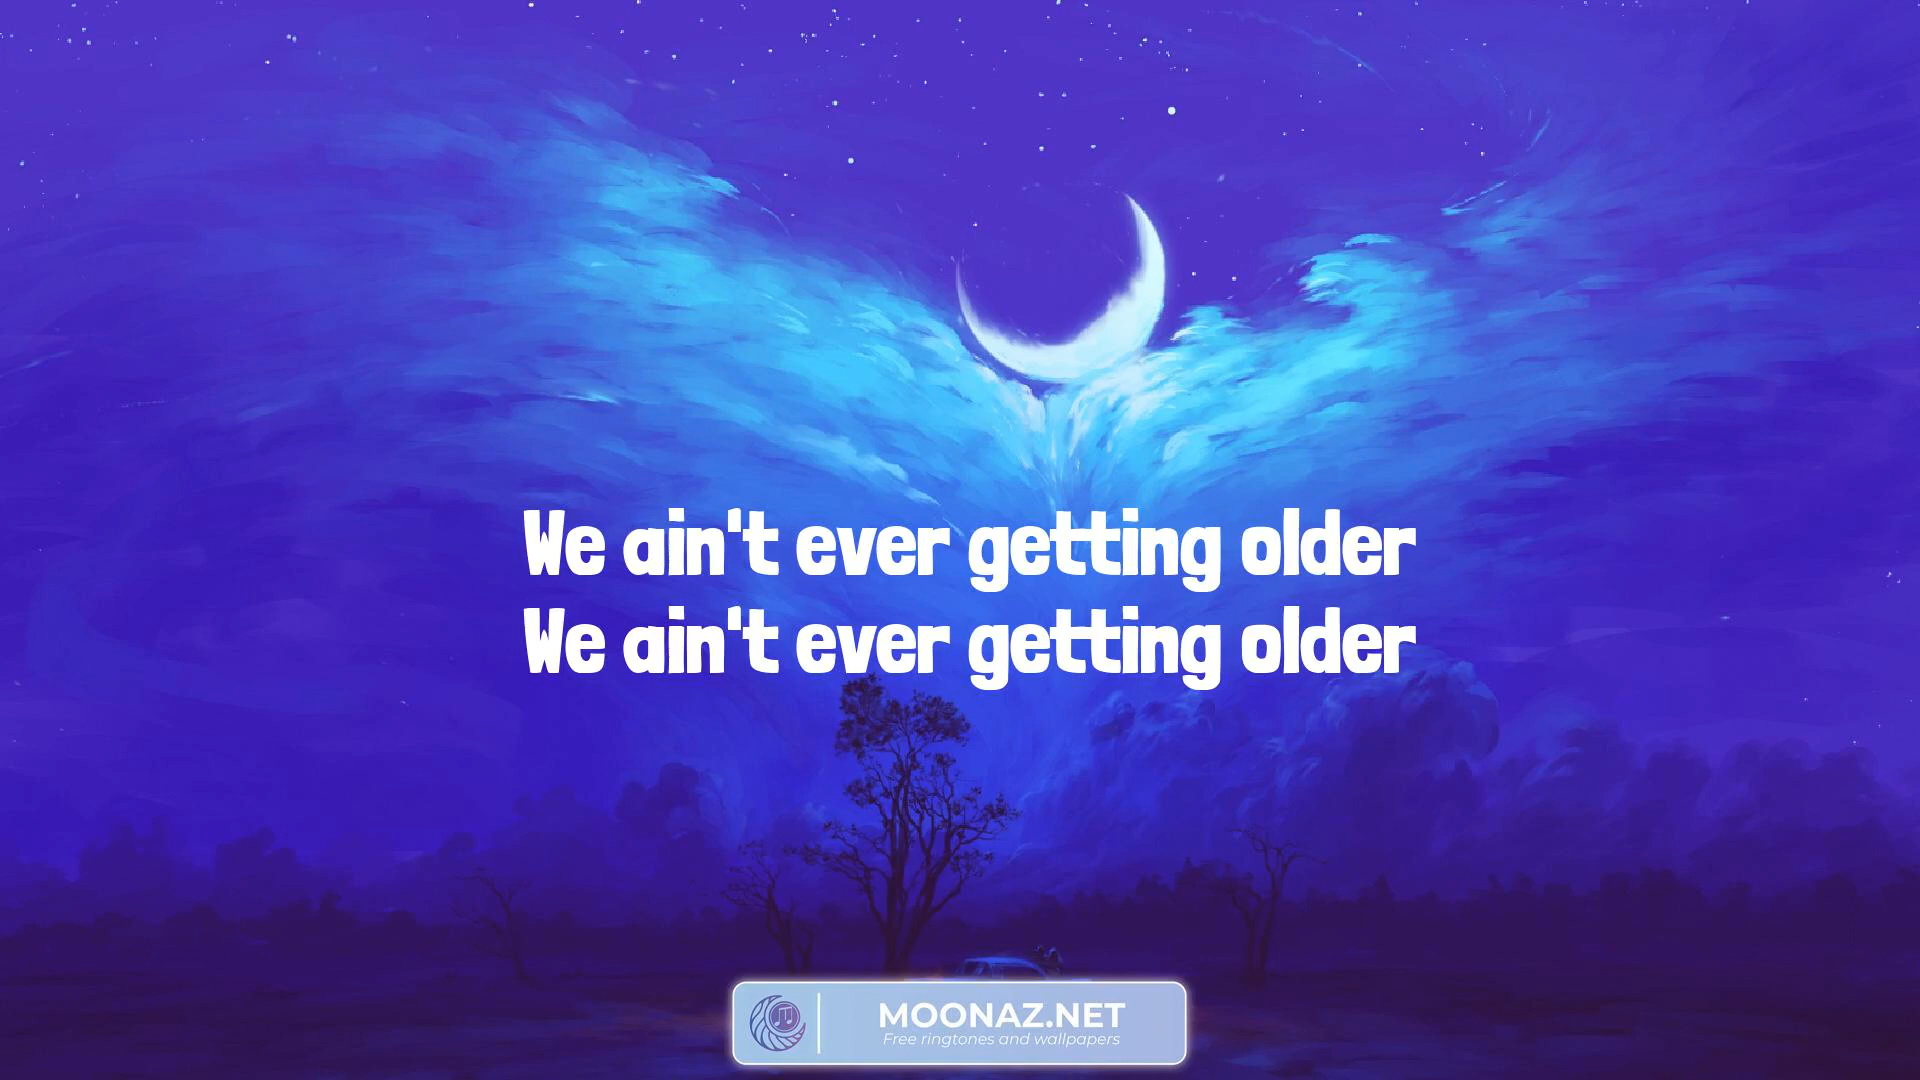 We ain't ever getting older
We ain't ever getting older
MOONAZ.NET
Free ringtones and wallpapers